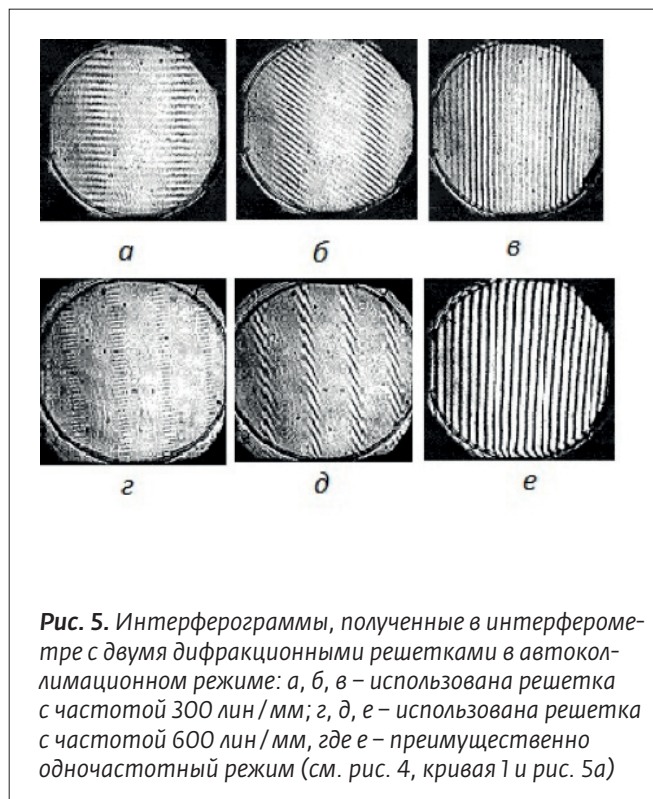 а б в
г д е
Рис. 5. Интерферограммы, полученные в интерфероме-
тре с двумя дифракционными решетками в автокол-
лимационном режиме: а, б, в – использована решетка
с частотой 300 лин / мм; г, д, е – использована решетка
с частотой 600 лин / мм, где е – преимущественно
одночастотный режим (см. рис. 4, кривая 1 и рис. 5а)